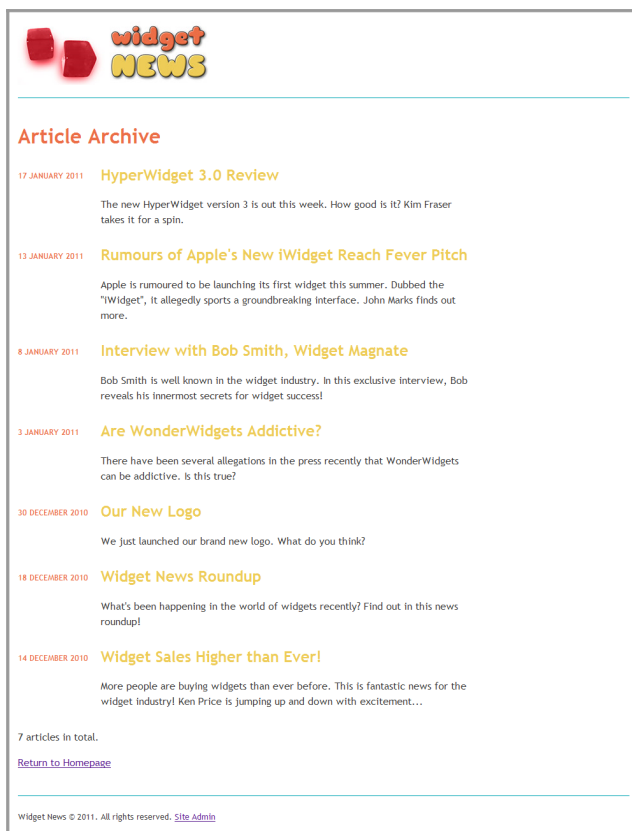 widget
NEWS
Article Archive
17 JANUARY 2011 HyperWidget 3.0 Review
The new HyperWidget version 3 is out this week. How good is it? Kim Fraser
takes it for a spin.
13 JANUARY 2011 Rumours of Apple's New iWidget Reach Fever Pitch
Apple is rumoured to be launching its first widget this summer. Dubbed the
"iWidget", it allegedly sports a groundbreaking interface. John Marks finds out
more.
8 JANUARY 2011 Interview with Bob Smith, Widget Magnate
Bob Smith is well known in the widget industry. In this exclusive interview, Bob
reveals his innermost secrets for widget success!
3 JANUARY 2011 Are WonderWidgets Addictive?
There have been several allegations in the press recently that WonderWidgets
can be addictive. Is this true?
30 DECEMBER 2010 Our New Logo
We just launched our brand new logo. What do you think?
18 DECEMBER 2010 Widget News Roundup
What's been happening in the world of widgets recently? Find out in this news
roundup!
14 DECEMBER 2010 Widget Sales Higher than Ever!
More people are buying widgets than ever before. This is fantastic news for the
widget industry! Ken Price is jumping up and down with excitement...
7 articles in total.
Return to Homepage
Widget News © 2011. All rights reserved. Site Admin